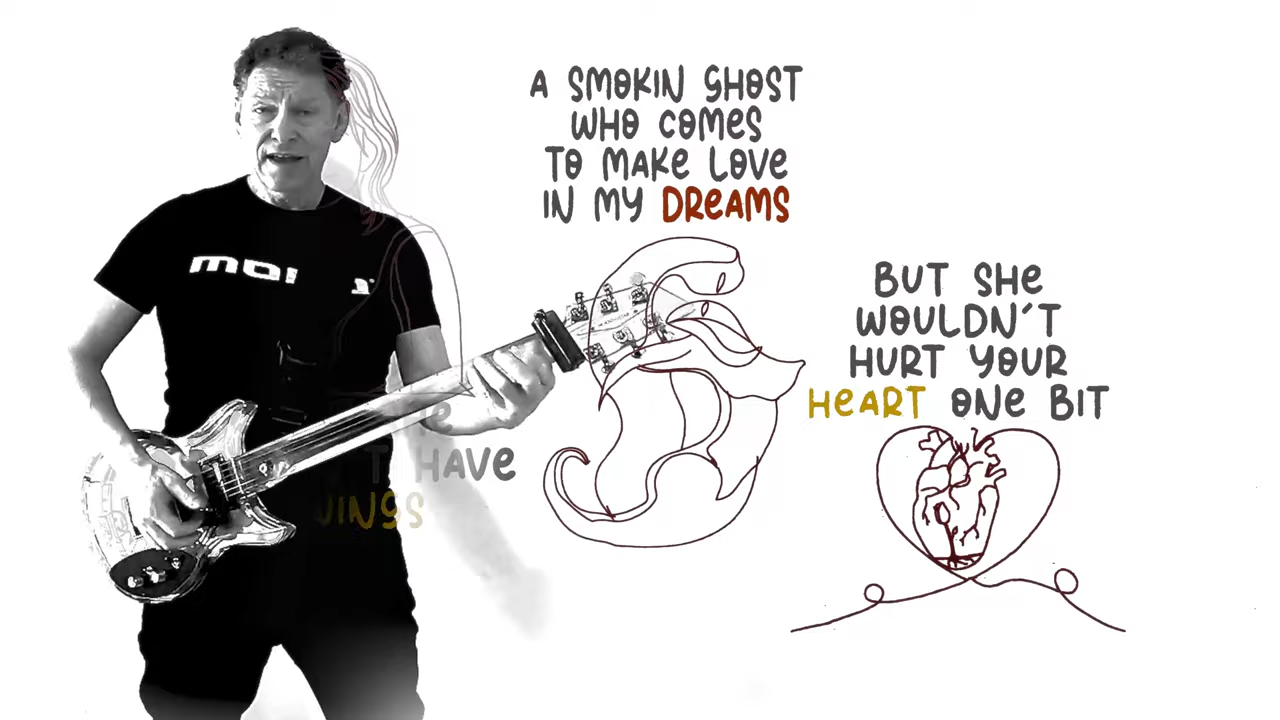 A SMOKIN GHOST
WHO COMES
TO MAKE LOVE
IN MY DREAMS
BUT SHE
WOULDN'T
HURT YOUR
HEART ONE BIT
HAVE
WINGS